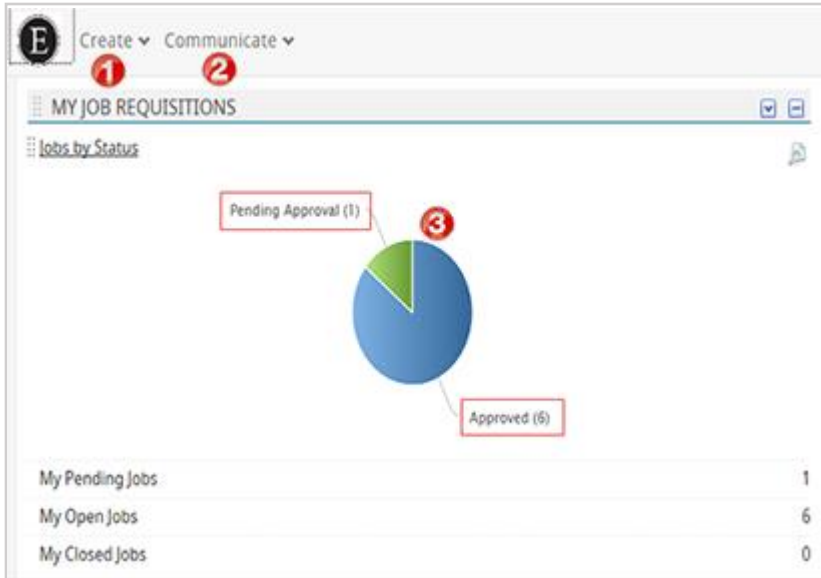 E Create Communicate
1 2
MY JOB REQUISITIONS
Jobs by Status
Pending Approval (1) 3
Approved (6)
My Pending Jobs 1
My Open Jobs 6
My Closed Jobs 0